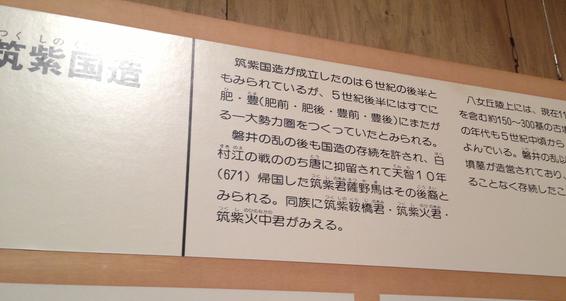 筑紫国造
筑紫国造が成立したのは6世紀の後半と
もみられているが、5世紀後半にはすでに
肥・豊(肥前・肥後・豊前・豊後)にまたが
る一大勢力圏をつくっていたとみられる。
磐井の乱の後も国造の存続を許され、白
村江の戦ののち唐に抑留されて天智10年
(671)帰国した筑紫君薩野馬はその後裔と
みられる。同族に筑紫鞍橋君・筑紫火君・
筑紫火中君がみえる。
八女丘陵上には、現在11
を含む約150~300基の古墳
の年代も5世紀中頃から
よんでいる。磐井の乱以
墳墓が造営されており、
ることなく存続したこ